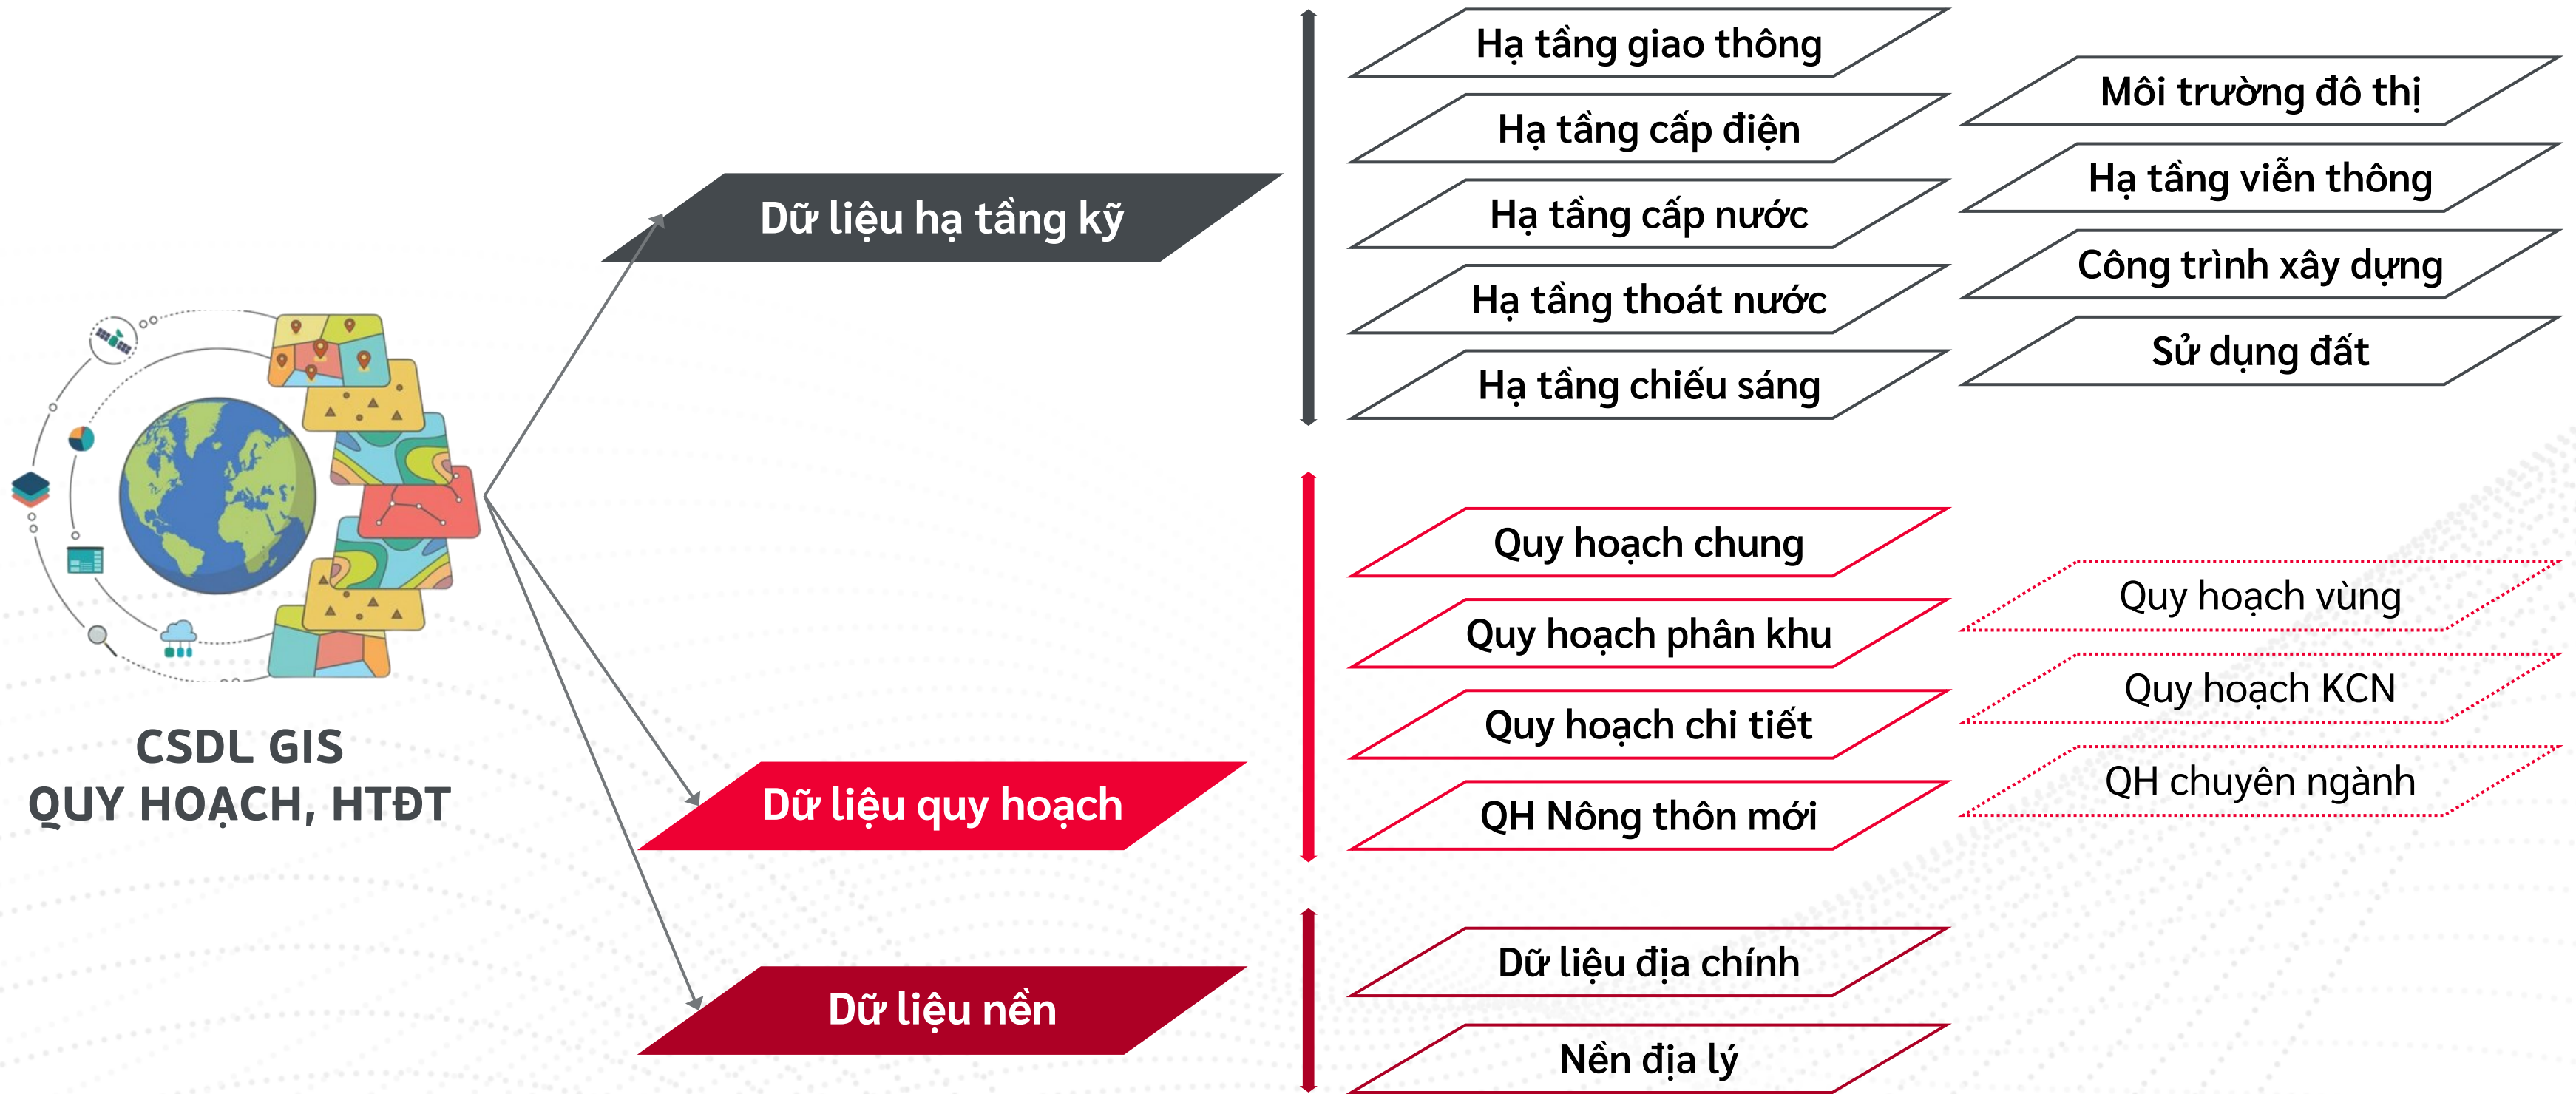 CSDL GIS
QUY HOẠCH, HTĐT
Dữ liệu hạ tầng kỹ
Hạ tầng giao thông
Hạ tầng cấp điện
Hạ tầng cấp nước
Hạ tầng thoát nước
Hạ tầng chiếu sáng
Môi trường đô thị
Hạ tầng viễn thông
Công trình xây dựng
Sử dụng đất
Dữ liệu quy hoạch
Quy hoạch chung
Quy hoạch phân khu
Quy hoạch chi tiết
QH Nông thôn mới
Quy hoạch vùng
Quy hoạch KCN
QH chuyên ngành
Dữ liệu nền
Dữ liệu địa chính
Nền địa lý